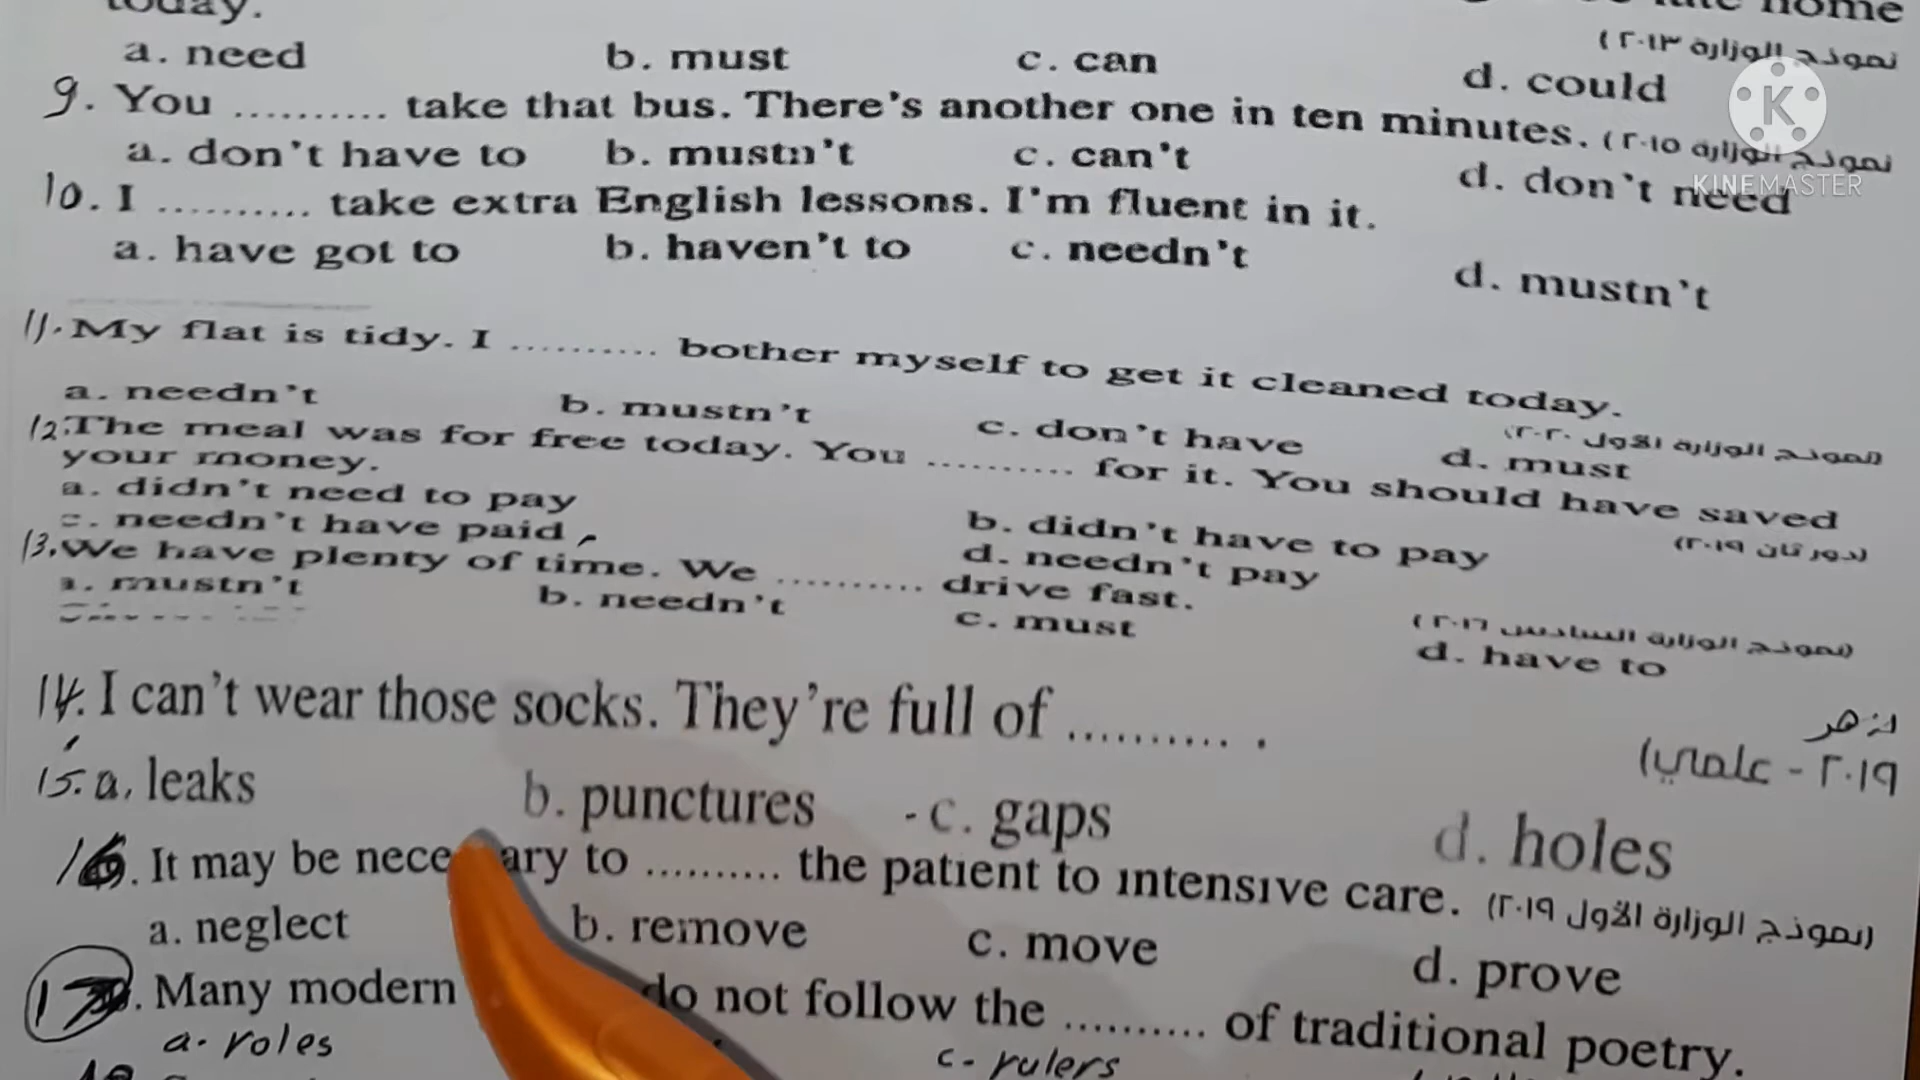 today.
home
a. need b. must c. can d. could
نموذج الوزارة ٢٠١٣)
9. You .......... take that bus. There's another one in ten minutes. (نموذج الوزارة ٢٠١٥
a. don't have to b. mustn't c. can't d. don't need
K
KINEMASTER
10. I .......... take extra English lessons. I'm fluent in it.
a. have got to b. haven't to c. needn't d. mustn't
11. My flat is tidy. I .......... bother myself to get it cleaned today.
(نموذج الوزارة الأول ٢٠٢٠)
a. needn't b. mustn't c. don't have d. must
12. The meal was for free today. You .......... for it. You should have saved
your money.
(دور ثان ٢٠١٩)
a. didn't need to pay b. didn't have to pay
c. needn't have paid d. needn't pay
13. We have plenty of time. We .......... drive fast.
(نموذج الوزارة السادس ٢٠١٦)
a. mustn't b. needn't c. must d. have to
14. I can't wear those socks. They're full of .......... .
٢٠١٩ - علمي)
15. a. leaks b. punctures - c. gaps d. holes
16. It may be nece ary to .......... the patient to intensive care. (نموذج الوزارة الأول ٢٠١٩)
a. neglect b. remove c. move d. prove
17. Many modern do not follow the .......... of traditional poetry.
a. roles c. rulers